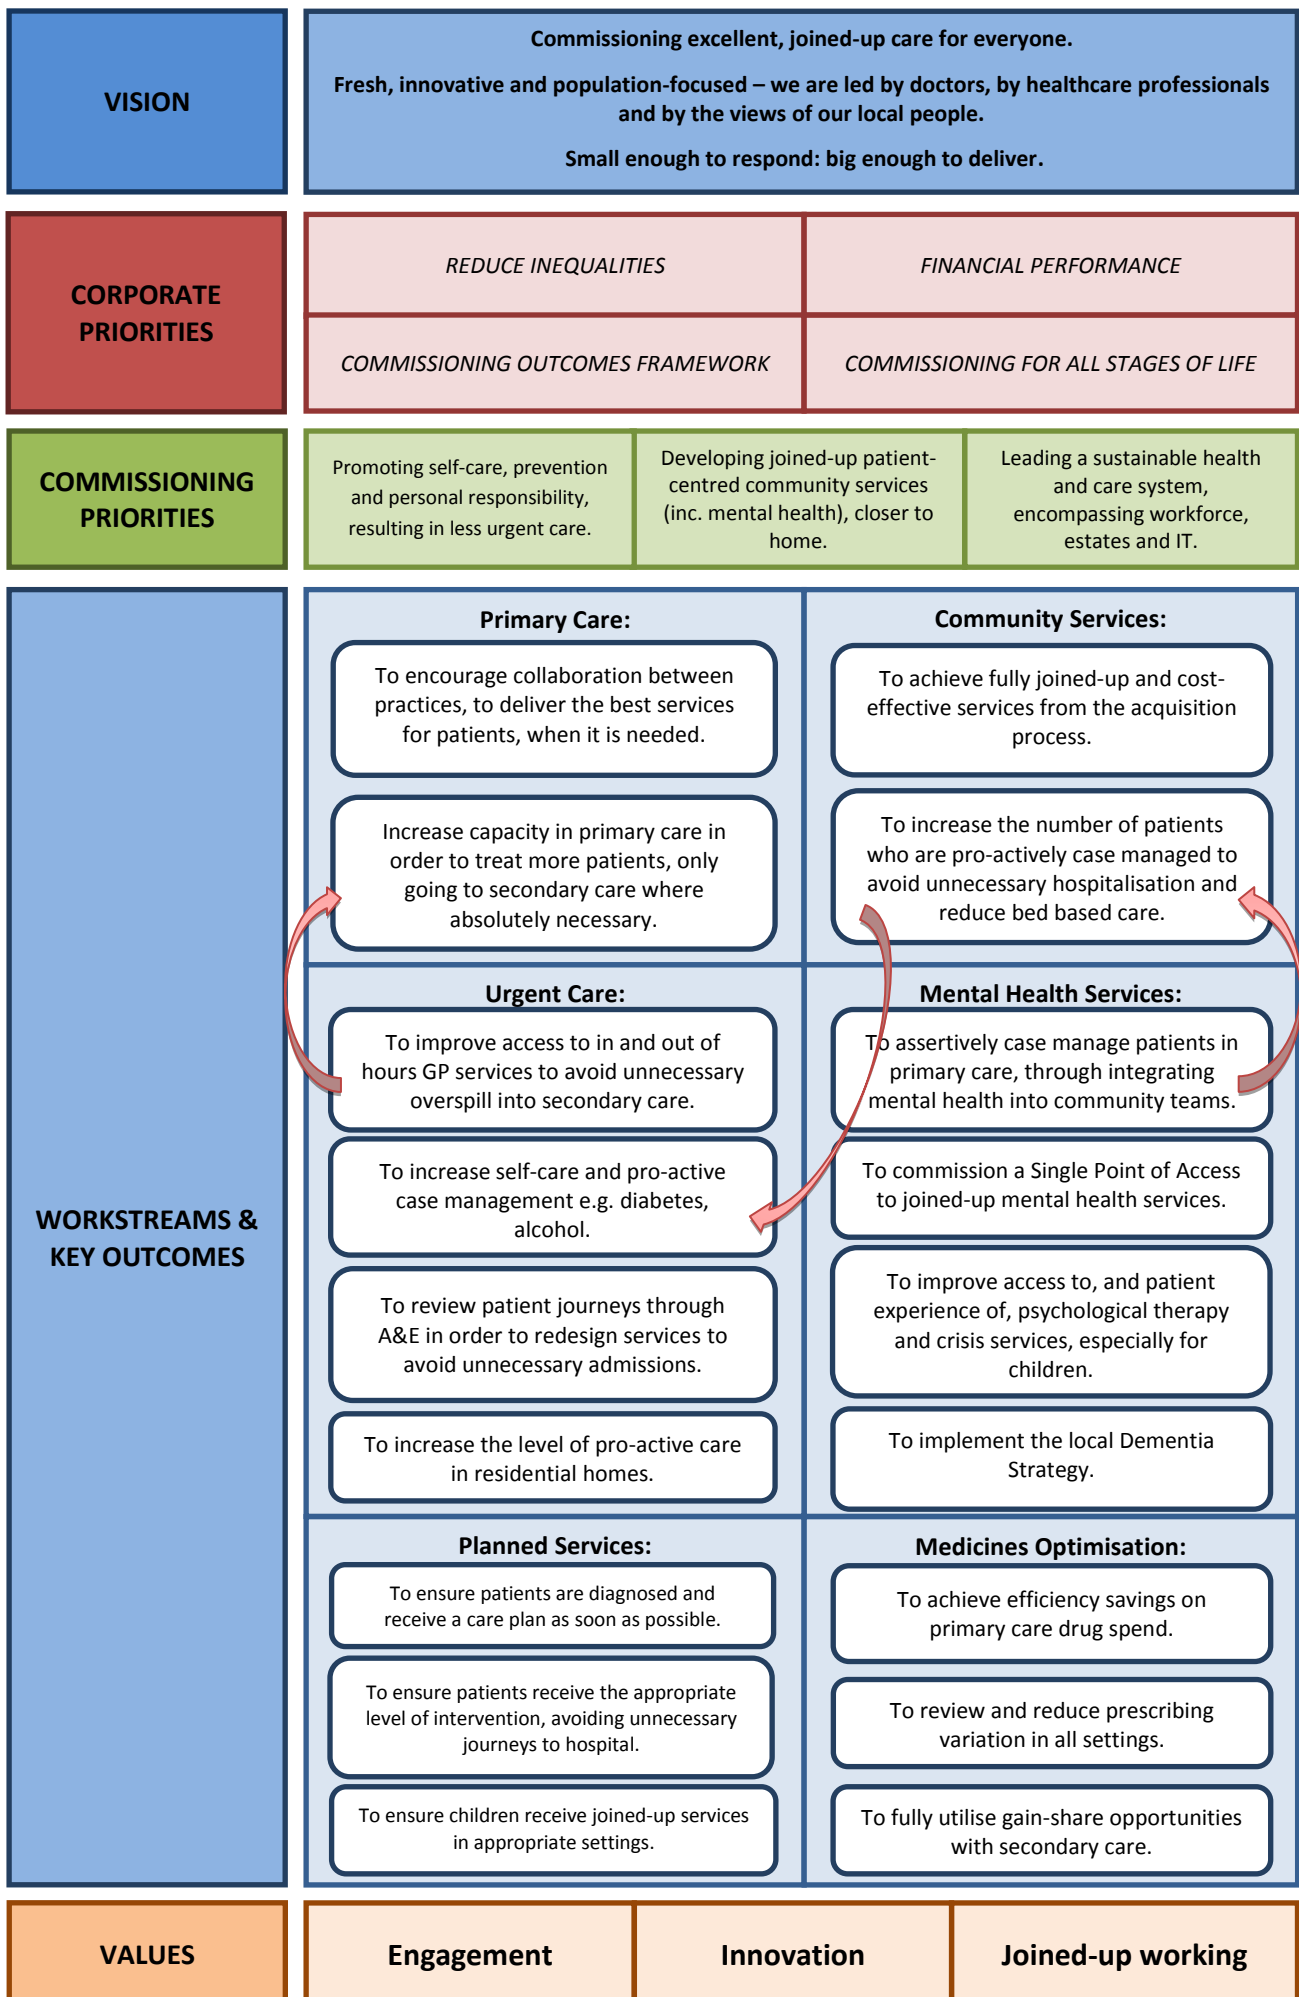 VISION
Commissioning excellent, joined-up care for everyone.
Fresh, innovative and population-focused – we are led by doctors, by healthcare professionals
and by the views of our local people.
Small enough to respond: big enough to deliver.
CORPORATE
PRIORITIES
REDUCE INEQUALITIES
FINANCIAL PERFORMANCE
COMMISSIONING OUTCOMES FRAMEWORK
COMMISSIONING FOR ALL STAGES OF LIFE
COMMISSIONING
PRIORITIES
Promoting self-care, prevention
and personal responsibility,
resulting in less urgent care.
Developing joined-up patient-
centred community services
(inc. mental health), closer to
home.
Leading a sustainable health
and care system,
encompassing workforce,
estates and IT.
WORKSTREAMS &
KEY OUTCOMES
Primary Care:
To encourage collaboration between
practices, to deliver the best services
for patients, when it is needed.
Increase capacity in primary care in
order to treat more patients, only
going to secondary care where
absolutely necessary.
Community Services:
To achieve fully joined-up and cost-
effective services from the acquisition
process.
To increase the number of patients
who are pro-actively case managed to
avoid unnecessary hospitalisation and
reduce bed based care.
Urgent Care:
To improve access to in and out of
hours GP services to avoid unnecessary
overspill into secondary care.
To increase self-care and pro-active
case management e.g. diabetes,
alcohol.
To review patient journeys through
A&E in order to redesign services to
avoid unnecessary admissions.
To increase the level of pro-active care
in residential homes.
Mental Health Services:
To assertively case manage patients in
primary care, through integrating
mental health into community teams.
To commission a Single Point of Access
to joined-up mental health services.
To improve access to, and patient
experience of, psychological therapy
and crisis services, especially for
children.
To implement the local Dementia
Strategy.
Planned Services:
To ensure patients are diagnosed and
receive a care plan as soon as possible.
To ensure patients receive the appropriate
level of intervention, avoiding unnecessary
journeys to hospital.
To ensure children receive joined-up services
in appropriate settings.
Medicines Optimisation:
To achieve efficiency savings on
primary care drug spend.
To review and reduce prescribing
variation in all settings.
To fully utilise gain-share opportunities
with secondary care.
VALUES
Engagement
Innovation
Joined-up working